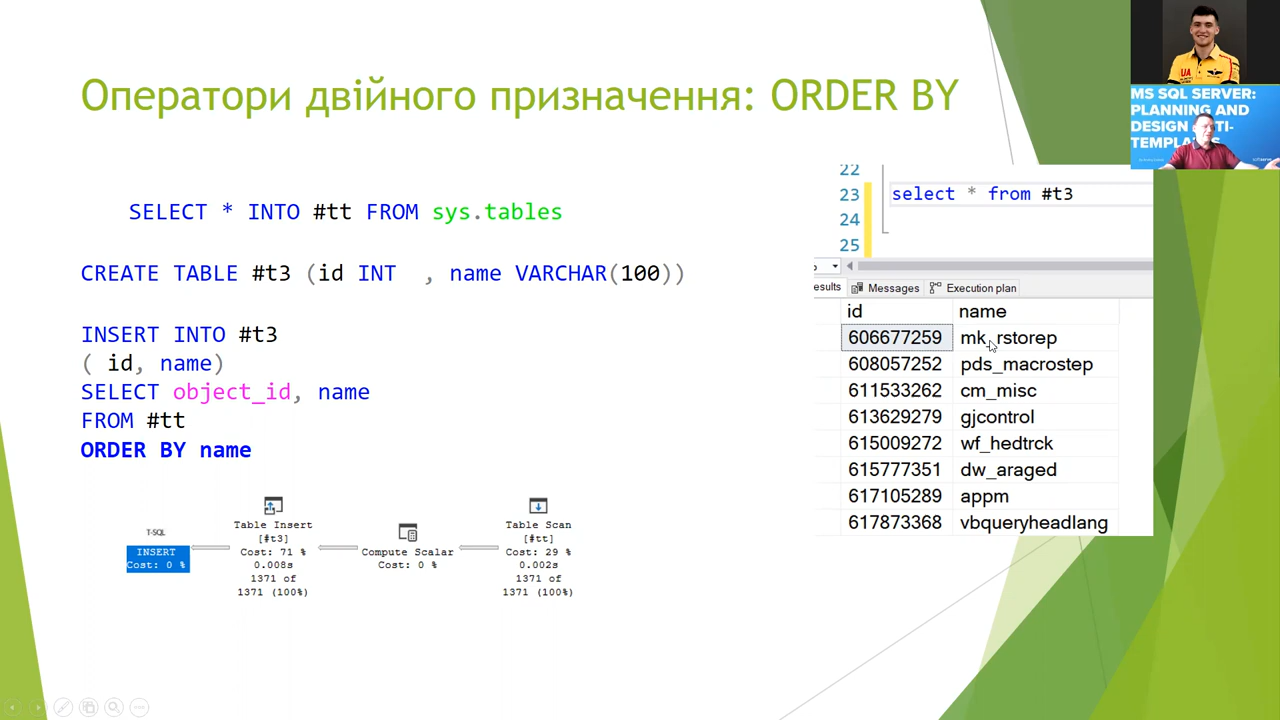 Оператори двійного призначення: ORDER BY
UA
MS SQL SERVER:
PLANNING AND
DESIGN
SELECT * INTO #tt FROM sys.tables
CREATE TABLE #t3 (id INT , name VARCHAR(100))
INSERT INTO #t3
( id, name)
SELECT object_id, name
FROM #tt
ORDER BY name
T-SQL
INSERT
Cost: 0 %
Table Insert
[#t3]
Cost: 71 %
0.008s
1371 of
1371 (100%)
Compute Scalar
Cost: 0 %
Table Scan
[#tt]
Cost: 29 %
0.002s
1371 of
1371 (100%)
22
23 select * from #t3
24
25
Messages Execution plan
id name
606677259 mk_rstorep
608057252 pds_macrostep
611533262 cm_misc
613629279 gjcontrol
615009272 wf_hedtrck
615777351 dw_araged
617105289 appm
617873368 vbqueryheadlang